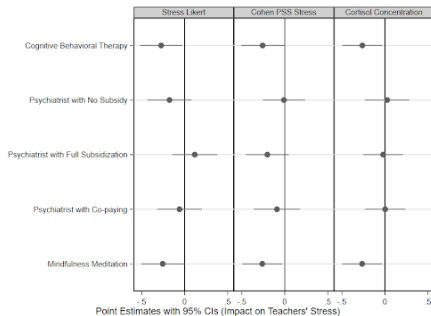 Stress Likert Cohen PSS Stress Cortisol Concentration
Cognitive Behavioral Therapy
Psychiatrist with No Subsidy
Psychiatrist with Full Subsidization
Psychiatrist with Co-paying
Mindfulness Meditation
-.5 0 .5 -.5 0 .5 -.5 0 .5
Point Estimates with 95% CIs (Impact on Teachers' Stress)